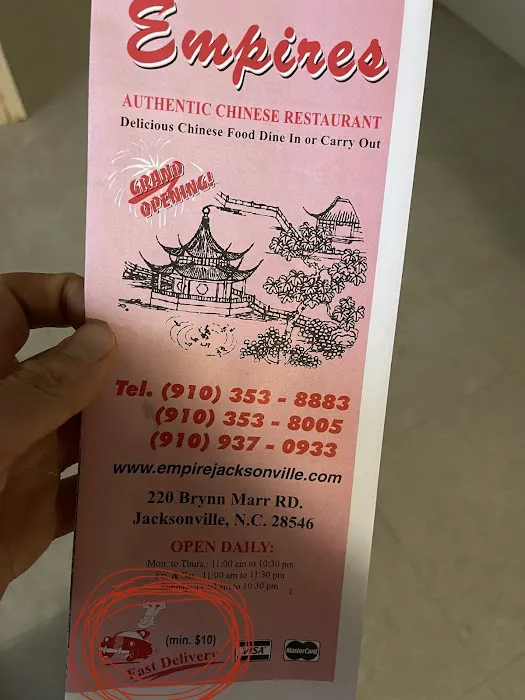 Empires
AUTHENTIC CHINESE RESTAURANT
Delicious Chinese Food Dine In or Carry Out
GRAND
OPENING!
Tel. (910) 353 - 8883
(910) 353 - 8005
(910) 937 - 0933
www.empirejacksonville.com
220 Brynn Marr RD.
Jacksonville, N.C. 28546
OPEN DAILY:
Mon. to Thurs.: 11:00 am to 10:30 pm
Fri. & Sat.: 11:00 am to 11:30 pm
to 10:30 pm
(min. $10)
Fast Delivery
VISA
MasterCard